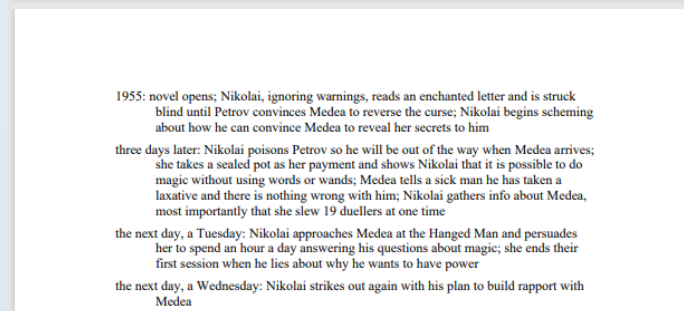 1955: novel opens; Nikolai, ignoring warnings, reads an enchanted letter and is struck
blind until Petrov convinces Medea to reverse the curse; Nikolai begins scheming
about how he can convince Medea to reveal her secrets to him
three days later: Nikolai poisons Petrov so he will be out of the way when Medea arrives;
she takes a sealed pot as her payment and shows Nikolai that it is possible to do
magic without using words or wands; Medea tells a sick man he has taken a
laxative and there is nothing wrong with him; Nikolai gathers info about Medea,
most importantly that she slew 19 duellers at one time
the next day, a Tuesday: Nikolai approaches Medea at the Hanged Man and persuades
her to spend an hour a day answering his questions about magic; she ends their
first session when he lies about why he wants to have power
the next day, a Wednesday: Nikolai strikes out again with his plan to build rapport with
Medea